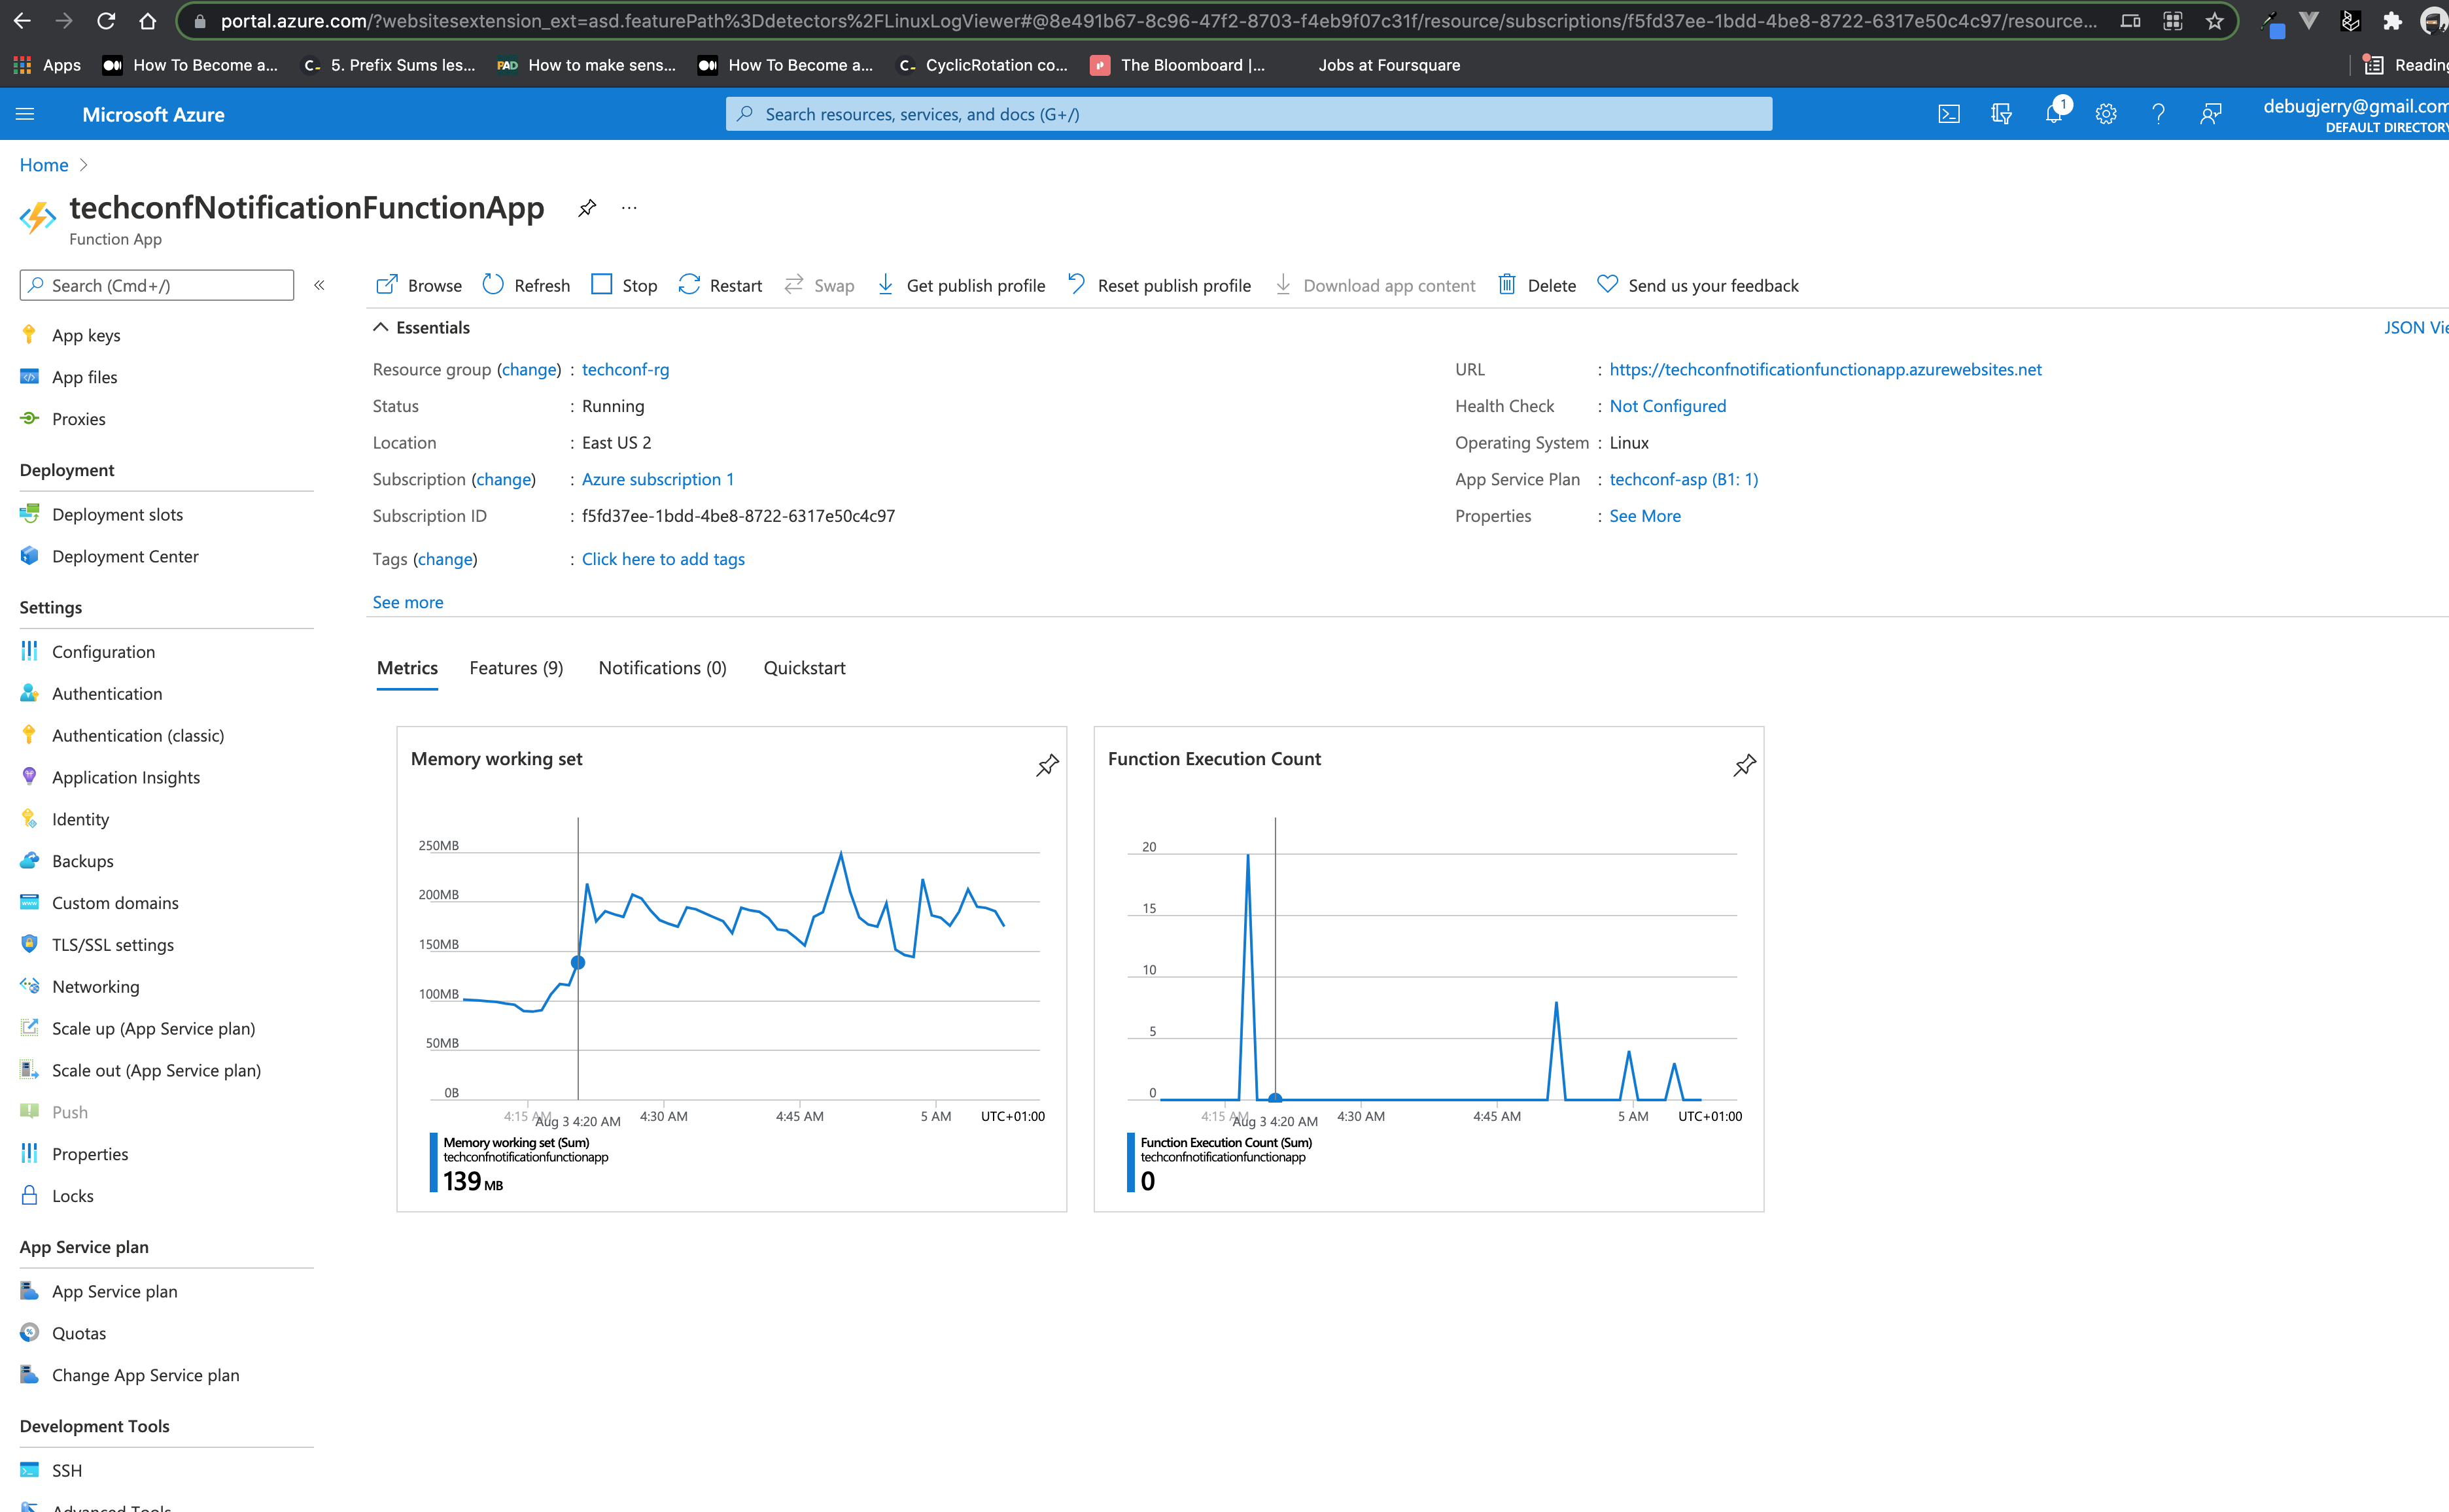 portal.azure.com/?websitesextension_ext=asd.featurePath%3Ddetectors%2FLinuxLogViewer#@8e491b67-8c96-47f2-8703-f4eb9f07c31f/resource/subscriptions/f5fd37ee-1bdd-4be8-8722-6317e50c4c97/resource...
Apps How To Become a... 5. Prefix Sums les... PAD How to make sens... How To Become a... CyclicRotation co... The Bloomboard |... Jobs at Foursquare Reading
Microsoft Azure Search resources, services, and docs (G+/) 1 debugjerry@gmail.com
DEFAULT DIRECTORY
Home
techconfNotificationFunctionApp ...
Function App
Search (Cmd+/) « Browse Refresh Stop Restart Swap Get publish profile Reset publish profile Download app content Delete Send us your feedback
App keys
App files
Proxies
Deployment
Deployment slots
Deployment Center
Settings
Configuration
Authentication
Authentication (classic)
Application Insights
Identity
Backups
Custom domains
TLS/SSL settings
Networking
Scale up (App Service plan)
Scale out (App Service plan)
Push
Properties
Locks
App Service plan
App Service plan
Quotas
Change App Service plan
Development Tools
SSH
Advanced Tools
Essentials JSON Vie
Resource group (change) : techconf-rg
Status : Running
Location : East US 2
Subscription (change) : Azure subscription 1
Subscription ID : f5fd37ee-1bdd-4be8-8722-6317e50c4c97
Tags (change) : Click here to add tags
See more
URL : https://techconfnotificationfunctionapp.azurewebsites.net
Health Check : Not Configured
Operating System : Linux
App Service Plan : techconf-asp (B1: 1)
Properties : See More
Metrics Features (9) Notifications (0) Quickstart
Memory working set
250MB
200MB
150MB
100MB
50MB
0B
4:15 AM Aug 3 4:20 AM 4:30 AM 4:45 AM 5 AM UTC+01:00
Memory working set (Sum)
techconfnotificationfunctionapp
139 MB
Function Execution Count
20
15
10
5
0
4:15 AM Aug 3 4:20 AM 4:30 AM 4:45 AM 5 AM UTC+01:00
Function Execution Count (Sum)
techconfnotificationfunctionapp
0